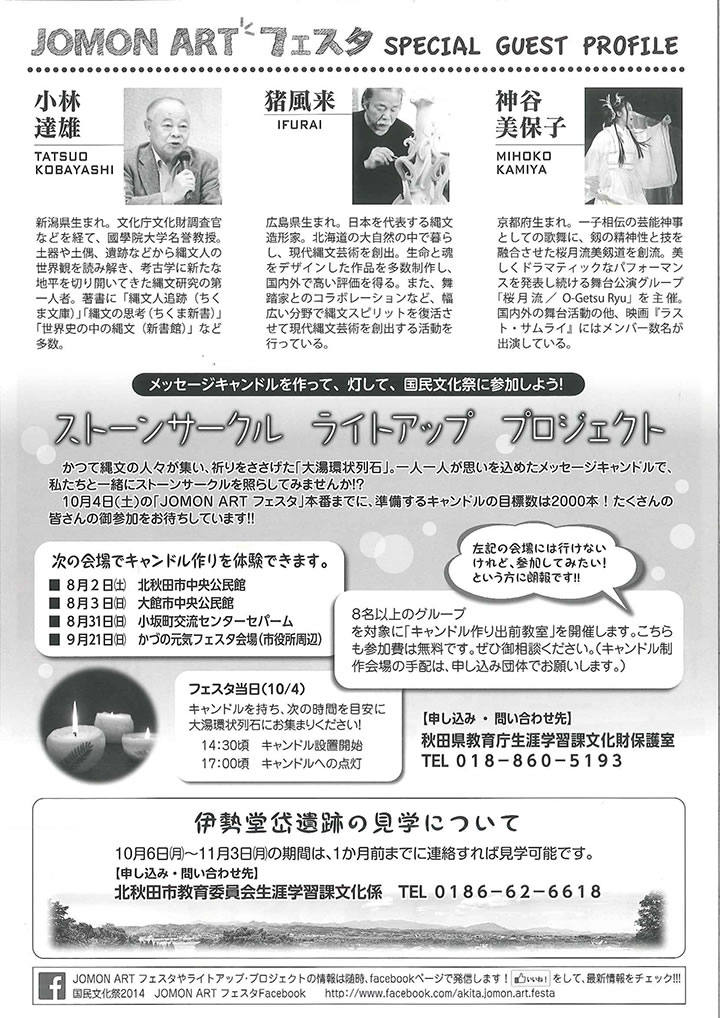 JOMON ART フェスタ SPECIAL GUEST PROFILE
小林
達雄
TATSUO
KOBAYASHI
新潟県生まれ。文化庁文化財調査官
などを経て、國學院大学名誉教授。
土器や土偶、遺跡などから縄文人の
世界観を読み解き、考古学に新たな
地平を切り開いてきた縄文研究の第
一人者。著書に「縄文人追跡（ちく
ま文庫）」「縄文の思考（ちくま新書）」
「世界史の中の縄文（新書館）」など
多数。
猪風来
IFURAI
広島県生まれ。日本を代表する縄文
造形家。北海道の大自然の中で暮ら
し、現代縄文芸術を創出。生命と魂
をデザインした作品を多数制作し、
国内外で高い評価を得る。また、舞
踏家とのコラボレーションなど、幅
広い分野で縄文スピリットを復活さ
せて現代縄文芸術を創出する活動を
行っている。
神谷
美保子
MIHOKO
KAMIYA
京都府生まれ。一子相伝の芸能神事
としての歌舞に、剱の精神性と技を
融合させた桜月流美剱道を創流。美
しくドラマティックなパフォーマン
スを発表し続ける舞台公演グループ
「桜月流／ O-Getsu Ryu」を主催。
国内外の舞台活動の他、映画『ラス
ト・サムライ』にはメンバー数名が
出演している。
メッセージキャンドルを作って、灯して、国民文化祭に参加しよう!
ストーンサークル ライトアップ プロジェクト
かつて縄文の人々が集い、祈りをささげた「大湯環状列石」。一人一人が思いを込めたメッセージキャンドルで、
私たちと一緒にストーンサークルを照らしてみませんか!?
10月4日(土)の「JOMON ART フェスタ」本番までに、準備するキャンドルの目標数は2000本！たくさんの
皆さんの御参加をお待ちしています!!
次の会場でキャンドル作りを体験できます。
■ 8月2日㈯ 北秋田市中央公民館
■ 8月3日㈰ 大館市中央公民館
■ 8月31日㈰ 小坂町交流センターセパーム
■ 9月21日㈰ かづの元気フェスタ会場（市役所周辺）
左記の会場には行けない
けれど、参加してみたい！
という方に朗報です!!
8名以上のグループ
を対象に「キャンドル作り出前教室」を開催します。こちら
も参加費は無料です。ぜひ御相談ください。（キャンドル制
作会場の手配は、申し込み団体でお願いします。）
フェスタ当日（10/4）
キャンドルを持ち、次の時間を目安に
大湯環状列石にお集まりください!
14:30頃 キャンドル設置開始
17:00頃 キャンドルへの点灯
【申し込み・問い合わせ先】
秋田県教育庁生涯学習課文化財保護室
TEL 018-860-5193
伊勢堂岱遺跡の見学について
10月6日㈪～11月3日㈪の期間は、1か月前までに連絡すれば見学可能です。
【申し込み・問い合わせ先】
北秋田市教育委員会生涯学習課文化係 TEL 0186-62-6618
JOMON ART フェスタやライトアップ・プロジェクトの情報は随時、facebookページで発信します！ いいね！ をして、最新情報をチェック!!!
国民文化祭2014 JOMON ART フェスタFacebook http://www.facebook.com/akita.jomon.art.festa